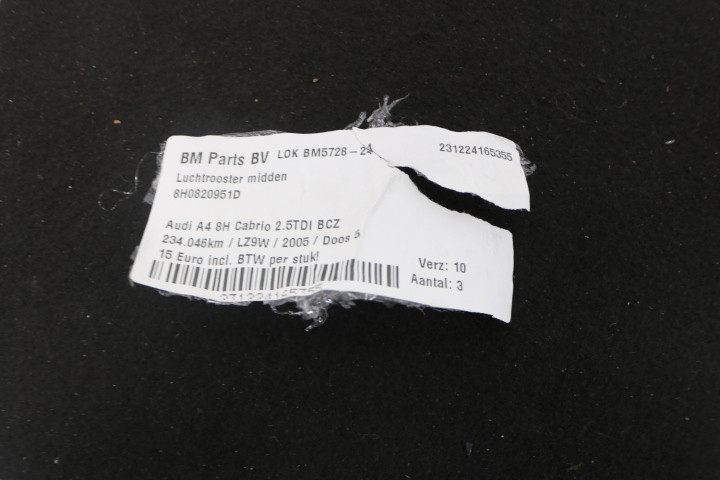 BM Parts BV LOK BM5728-24 231224165355
Luchtrooster midden
8H0820951D
Audi A4 8H Cabrio 2.5TDI BCZ
234.046km / LZ9W / 2005 / Doos 5
15 Euro incl. BTW per stuk!
Verz: 10
Aantal: 3